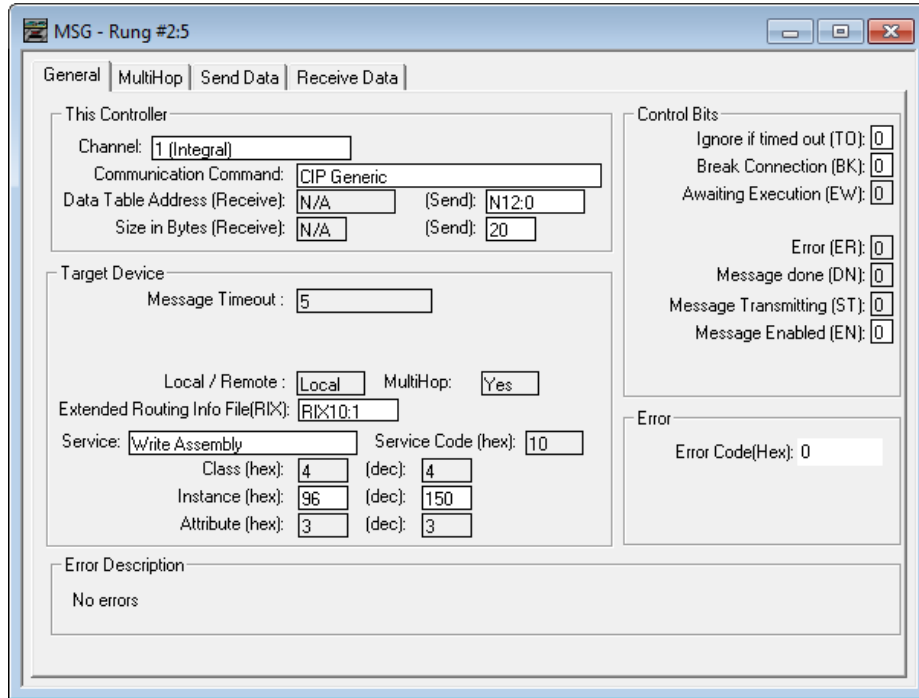 MSG - Rung #2:5
General MultiHop Send Data Receive Data
This Controller
Channel: 1 (Integral)
Communication Command: CIP Generic
Data Table Address (Receive): N/A (Send): N12:0
Size in Bytes (Receive): N/A (Send): 20
Target Device
Message Timeout : 5
Local / Remote : Local MultiHop: Yes
Extended Routing Info File(RIX): RIX10:1
Service: Write Assembly Service Code (hex): 10
Class (hex): 4 (dec): 4
Instance (hex): 96 (dec): 150
Attribute (hex): 3 (dec): 3
Control Bits
Ignore if timed out (TO): 0
Break Connection (BK): 0
Awaiting Execution (EW): 0
Error (ER): 0
Message done (DN): 0
Message Transmitting (ST): 0
Message Enabled (EN): 0
Error
Error Code(Hex): 0
Error Description
No errors